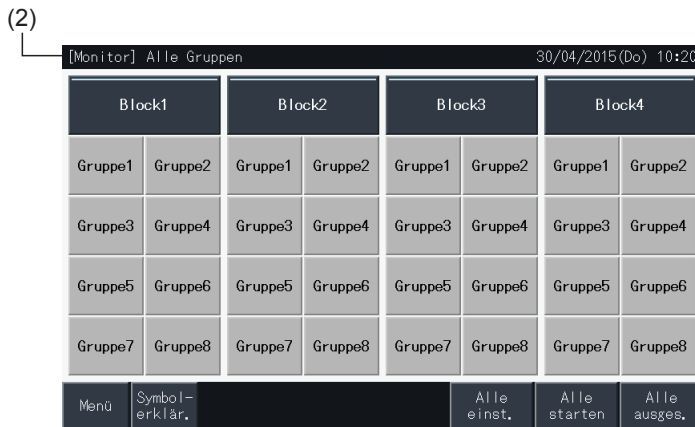 (2)
[Monitor] Alle Gruppen 30/04/2015(Do) 10:20
Block1 Block2 Block3 Block4
Gruppe1 Gruppe2 Gruppe1 Gruppe2 Gruppe1 Gruppe2 Gruppe1 Gruppe2
Gruppe3 Gruppe4 Gruppe3 Gruppe4 Gruppe3 Gruppe4 Gruppe3 Gruppe4
Gruppe5 Gruppe6 Gruppe5 Gruppe6 Gruppe5 Gruppe6 Gruppe5 Gruppe6
Gruppe7 Gruppe8 Gruppe7 Gruppe8 Gruppe7 Gruppe8 Gruppe7 Gruppe8
Menü Symbol- Alle Alle Alle
erklär. einst. starten ausges.